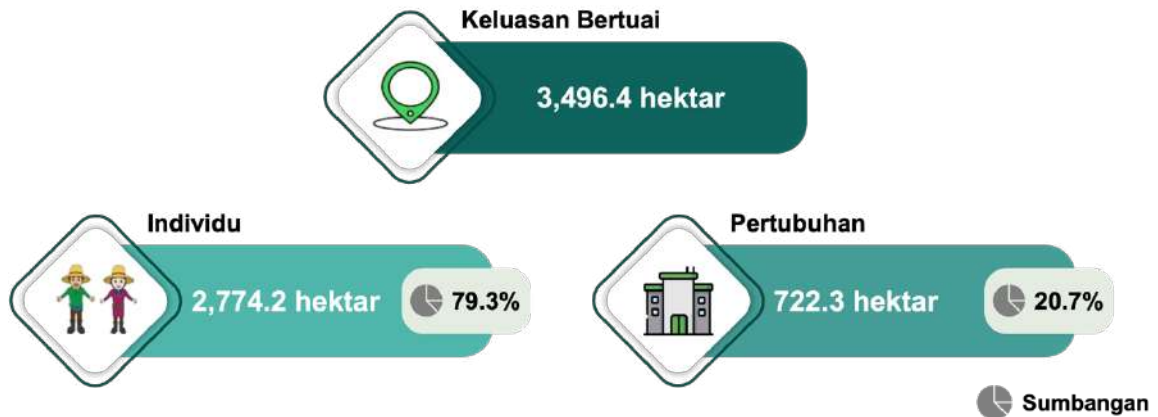 Keluasan Bertuai
3,496.4 hektar
Individu
2,774.2 hektar
79.3%
Pertubuhan
722.3 hektar
20.7%
Sumbangan